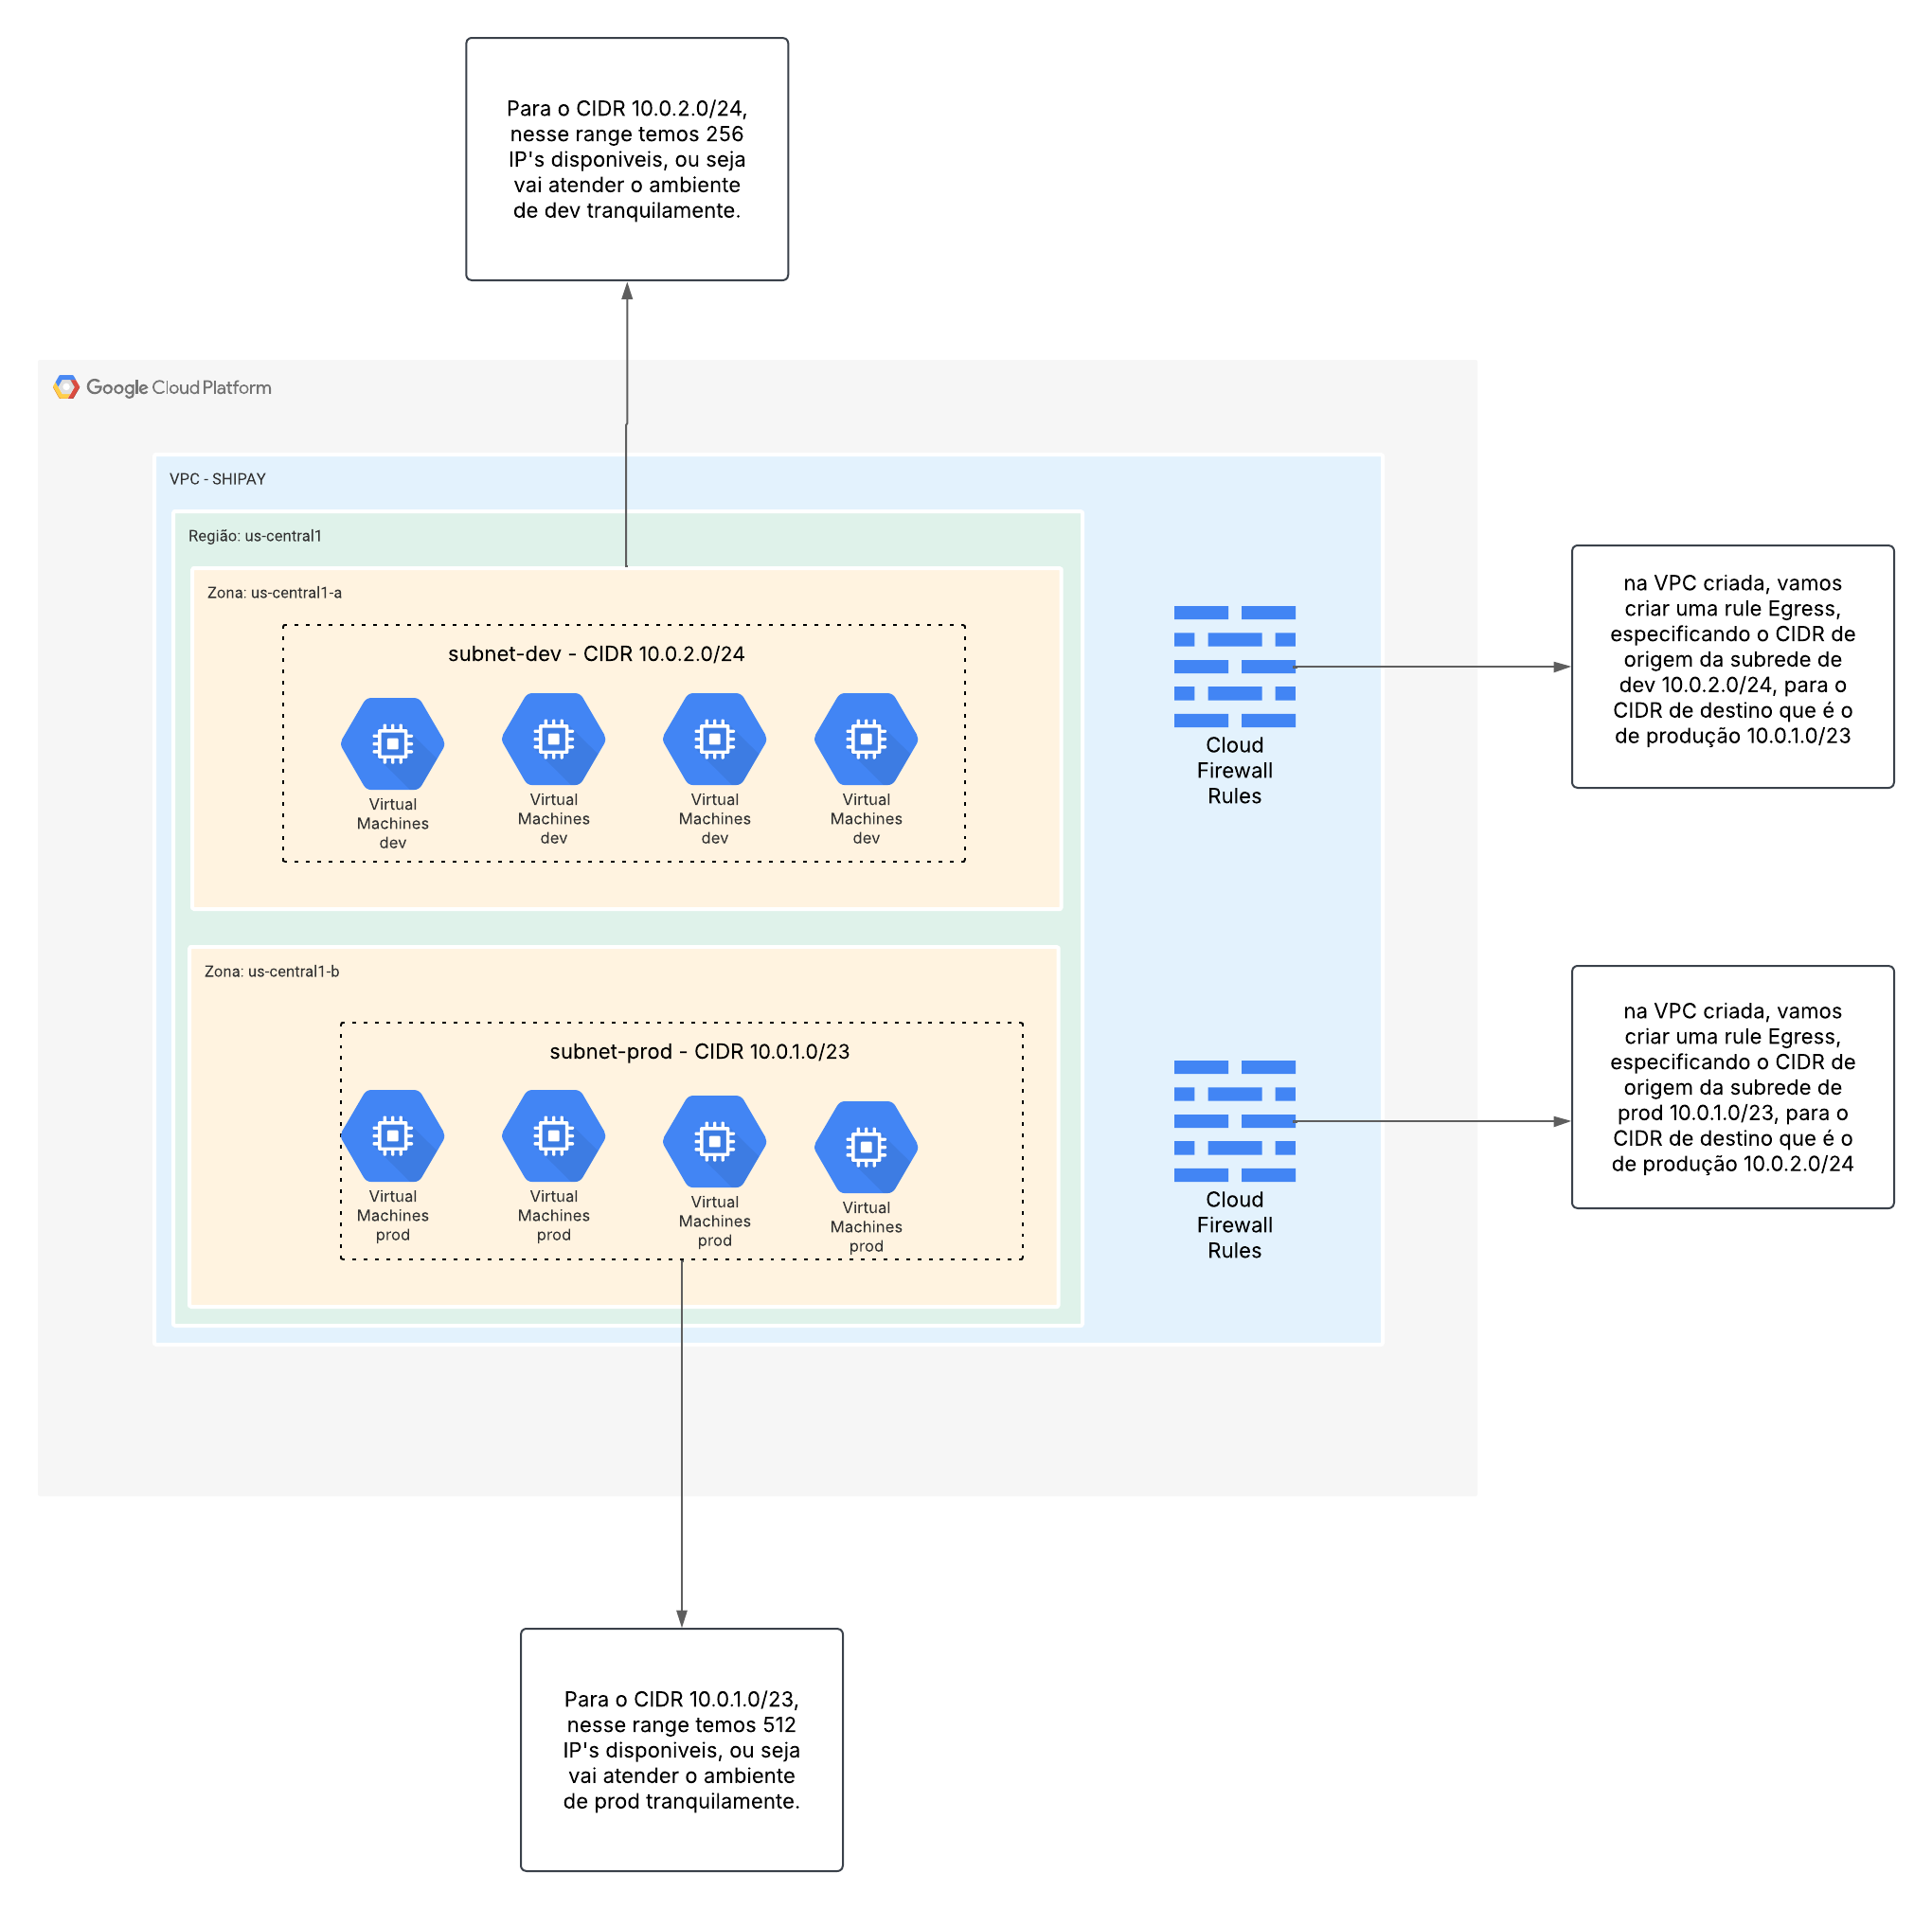 Para o CIDR 10.0.2.0/24,
nesse range temos 256
IP's disponiveis, ou seja
vai atender o ambiente
de dev tranquilamente.
Google Cloud Platform
VPC - SHIPAY
Região: us-central1
Zona: us-central1-a
subnet-dev - CIDR 10.0.2.0/24
Virtual
Machines
dev
Virtual
Machines
dev
Virtual
Machines
dev
Virtual
Machines
dev
Cloud
Firewall
Rules
na VPC criada, vamos
criar uma rule Egress,
especificando o CIDR de
origem da subrede de
dev 10.0.2.0/24, para o
CIDR de destino que é o
de produção 10.0.1.0/23
Zona: us-central1-b
subnet-prod - CIDR 10.0.1.0/23
Virtual
Machines
prod
Virtual
Machines
prod
Virtual
Machines
prod
Virtual
Machines
prod
Cloud
Firewall
Rules
na VPC criada, vamos
criar uma rule Egress,
especificando o CIDR de
origem da subrede de
prod 10.0.1.0/23, para o
CIDR de destino que é o
de produção 10.0.2.0/24
Para o CIDR 10.0.1.0/23,
nesse range temos 512
IP's disponiveis, ou seja
vai atender o ambiente
de prod tranquilamente.